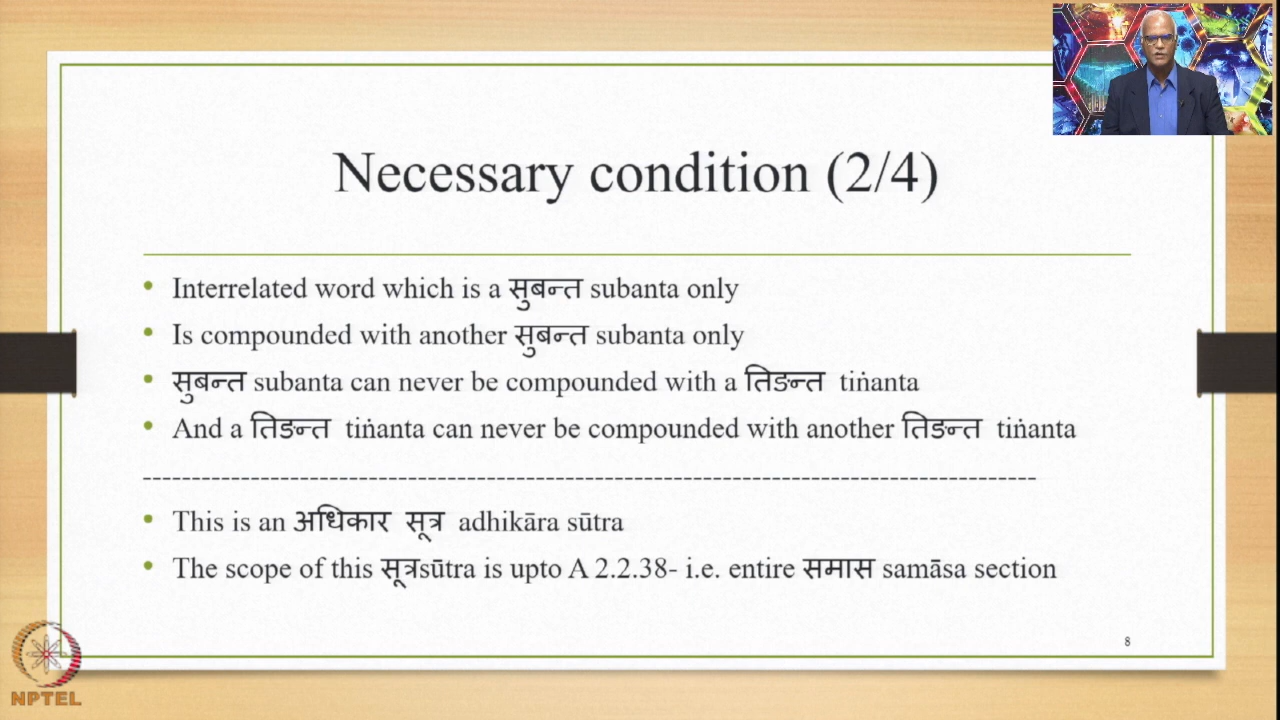 Necessary condition (2/4)
Interrelated word which is a सुबन्त subanta only
Is compounded with another सुबन्त subanta only
सुबन्त subanta can never be compounded with a तिङन्त tiṅanta
And a तिङन्त tiṅanta can never be compounded with another तिङन्त tiṅanta
--------------------------------------------------------------------------------------------
This is an अधिकार सूत्र adhikāra sūtra
The scope of this सूत्रsūtra is upto A 2.2.38- i.e. entire समास samāsa section
8
NPTEL